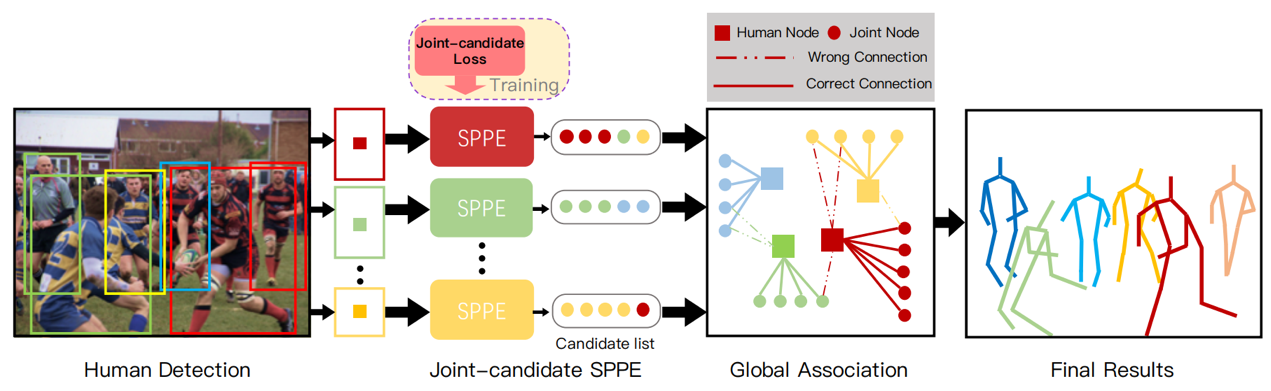 Joint-candidate
Loss
Training
Human Node
Joint Node
Wrong Connection
Correct Connection
SPPE
SPPE
SPPE
Candidate list
Human Detection
Joint-candidate SPPE
Global Association
Final Results